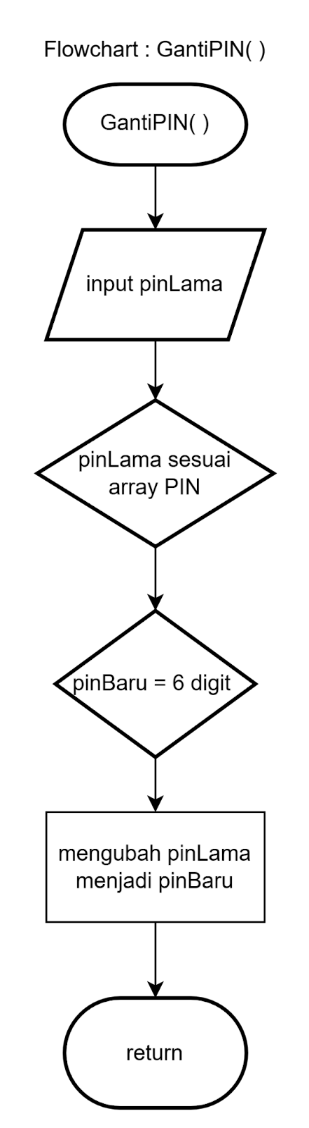 Flowchart : GantiPIN( )
GantiPIN( )
input pinLama
pinLama sesuai
array PIN
pinBaru = 6 digit
mengubah pinLama
menjadi pinBaru
return